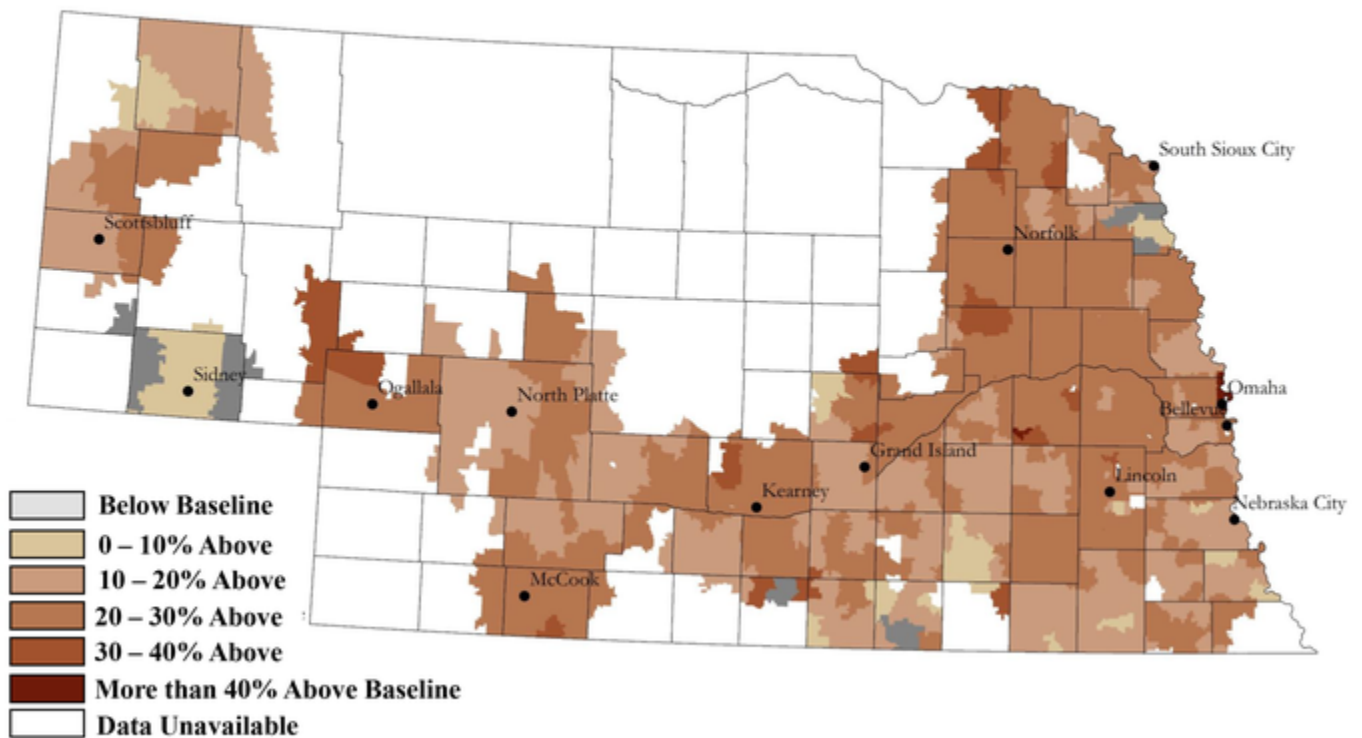 South Sioux City
Scottsbluff
Norfolk
Sidney
Ogallala
North Platte
Omaha
Bellevue
Grand Island
Kearney
Lincoln
Nebraska City
McCook
Below Baseline
0 – 10% Above
10 – 20% Above
20 – 30% Above
30 – 40% Above
More than 40% Above Baseline
Data Unavailable